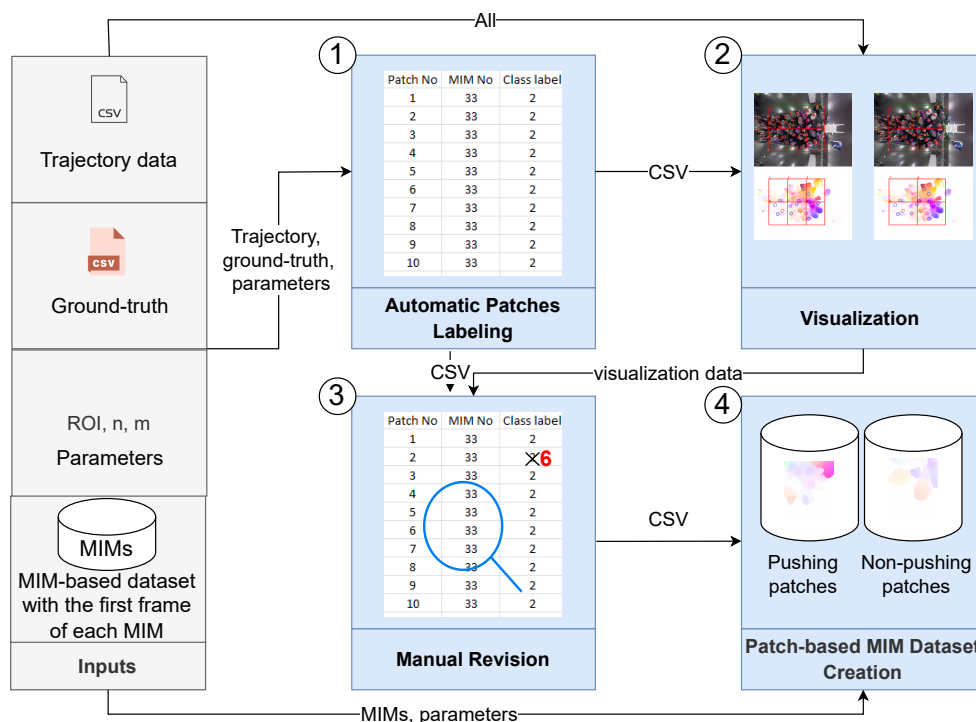 All
CSV
Trajectory data
CSV
Ground-truth
ROI, n, m
Parameters
MIMs
MIM-based dataset
with the first frame
of each MIM
Inputs
Trajectory,
ground-truth,
parameters
1
Patch No MIM No Class label
1 33 2
2 33 2
3 33 2
4 33 2
5 33 2
6 33 2
7 33 2
8 33 2
9 33 2
10 33 2
Automatic Patches
Labeling
CSV
2
Visualization
CSV
visualization data
3
Patch No MIM No Class label
1 33 2
2 33 6
3 33 2
4 33 2
5 33 2
6 33 2
7 33 2
8 33 2
9 33 2
10 33 2
Manual Revision
CSV
4
Pushing
patches
Non-pushing
patches
Patch-based MIM Dataset
Creation
MIMs, parameters